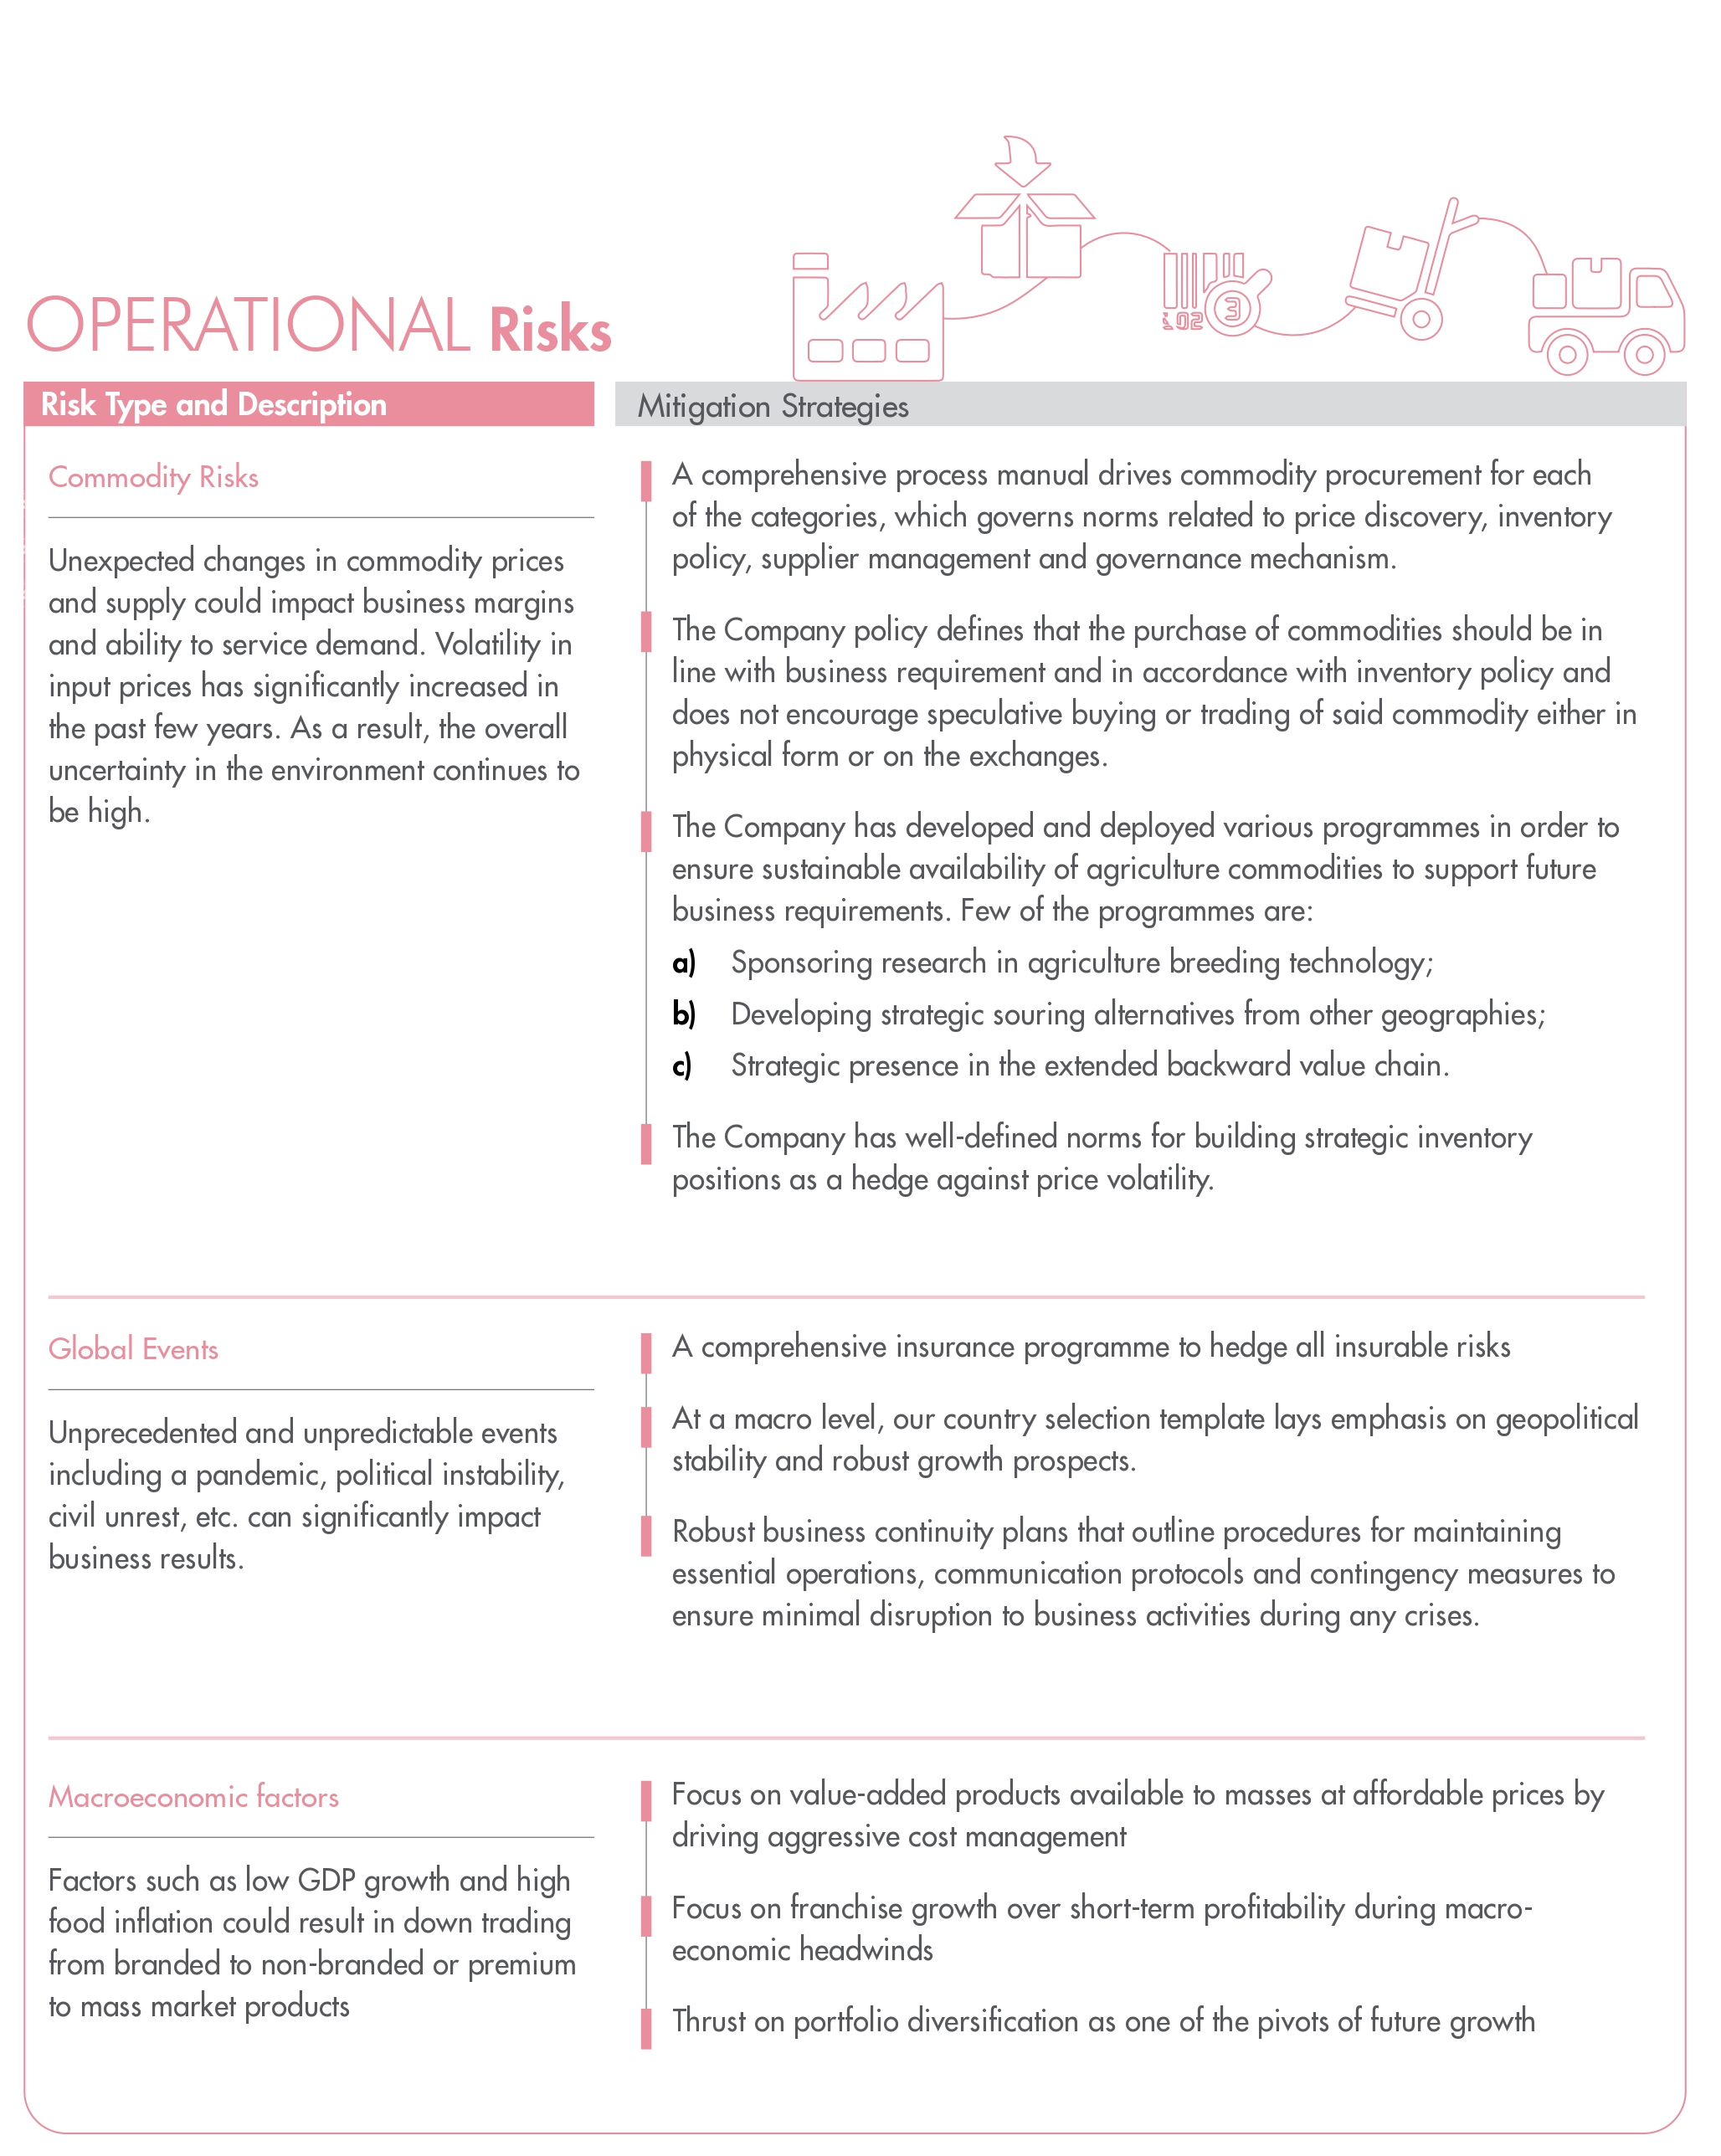 OPERATIONAL Risks
Risk Type and Description
Mitigation Strategies
Commodity Risks
Unexpected changes in commodity prices
and supply could impact business margins
and ability to service demand. Volatility in
input prices has significantly increased in
the past few years. As a result, the overall
uncertainty in the environment continues to
be high.
A comprehensive process manual drives commodity procurement for each
of the categories, which governs norms related to price discovery, inventory
policy, supplier management and governance mechanism.
The Company policy defines that the purchase of commodities should be in
line with business requirement and in accordance with inventory policy and
does not encourage speculative buying or trading of said commodity either in
physical form or on the exchanges.
The Company has developed and deployed various programmes in order to
ensure sustainable availability of agriculture commodities to support future
business requirements. Few of the programmes are:
a) Sponsoring research in agriculture breeding technology;
b) Developing strategic souring alternatives from other geographies;
c) Strategic presence in the extended backward value chain.
The Company has well-defined norms for building strategic inventory
positions as a hedge against price volatility.
Global Events
Unprecedented and unpredictable events
including a pandemic, political instability,
civil unrest, etc. can significantly impact
business results.
A comprehensive insurance programme to hedge all insurable risks
At a macro level, our country selection template lays emphasis on geopolitical
stability and robust growth prospects.
Robust business continuity plans that outline procedures for maintaining
essential operations, communication protocols and contingency measures to
ensure minimal disruption to business activities during any crises.
Macroeconomic factors
Factors such as low GDP growth and high
food inflation could result in down trading
from branded to non-branded or premium
to mass market products
Focus on value-added products available to masses at affordable prices by
driving aggressive cost management
Focus on franchise growth over short-term profitability during macro-
economic headwinds
Thrust on portfolio diversification as one of the pivots of future growth